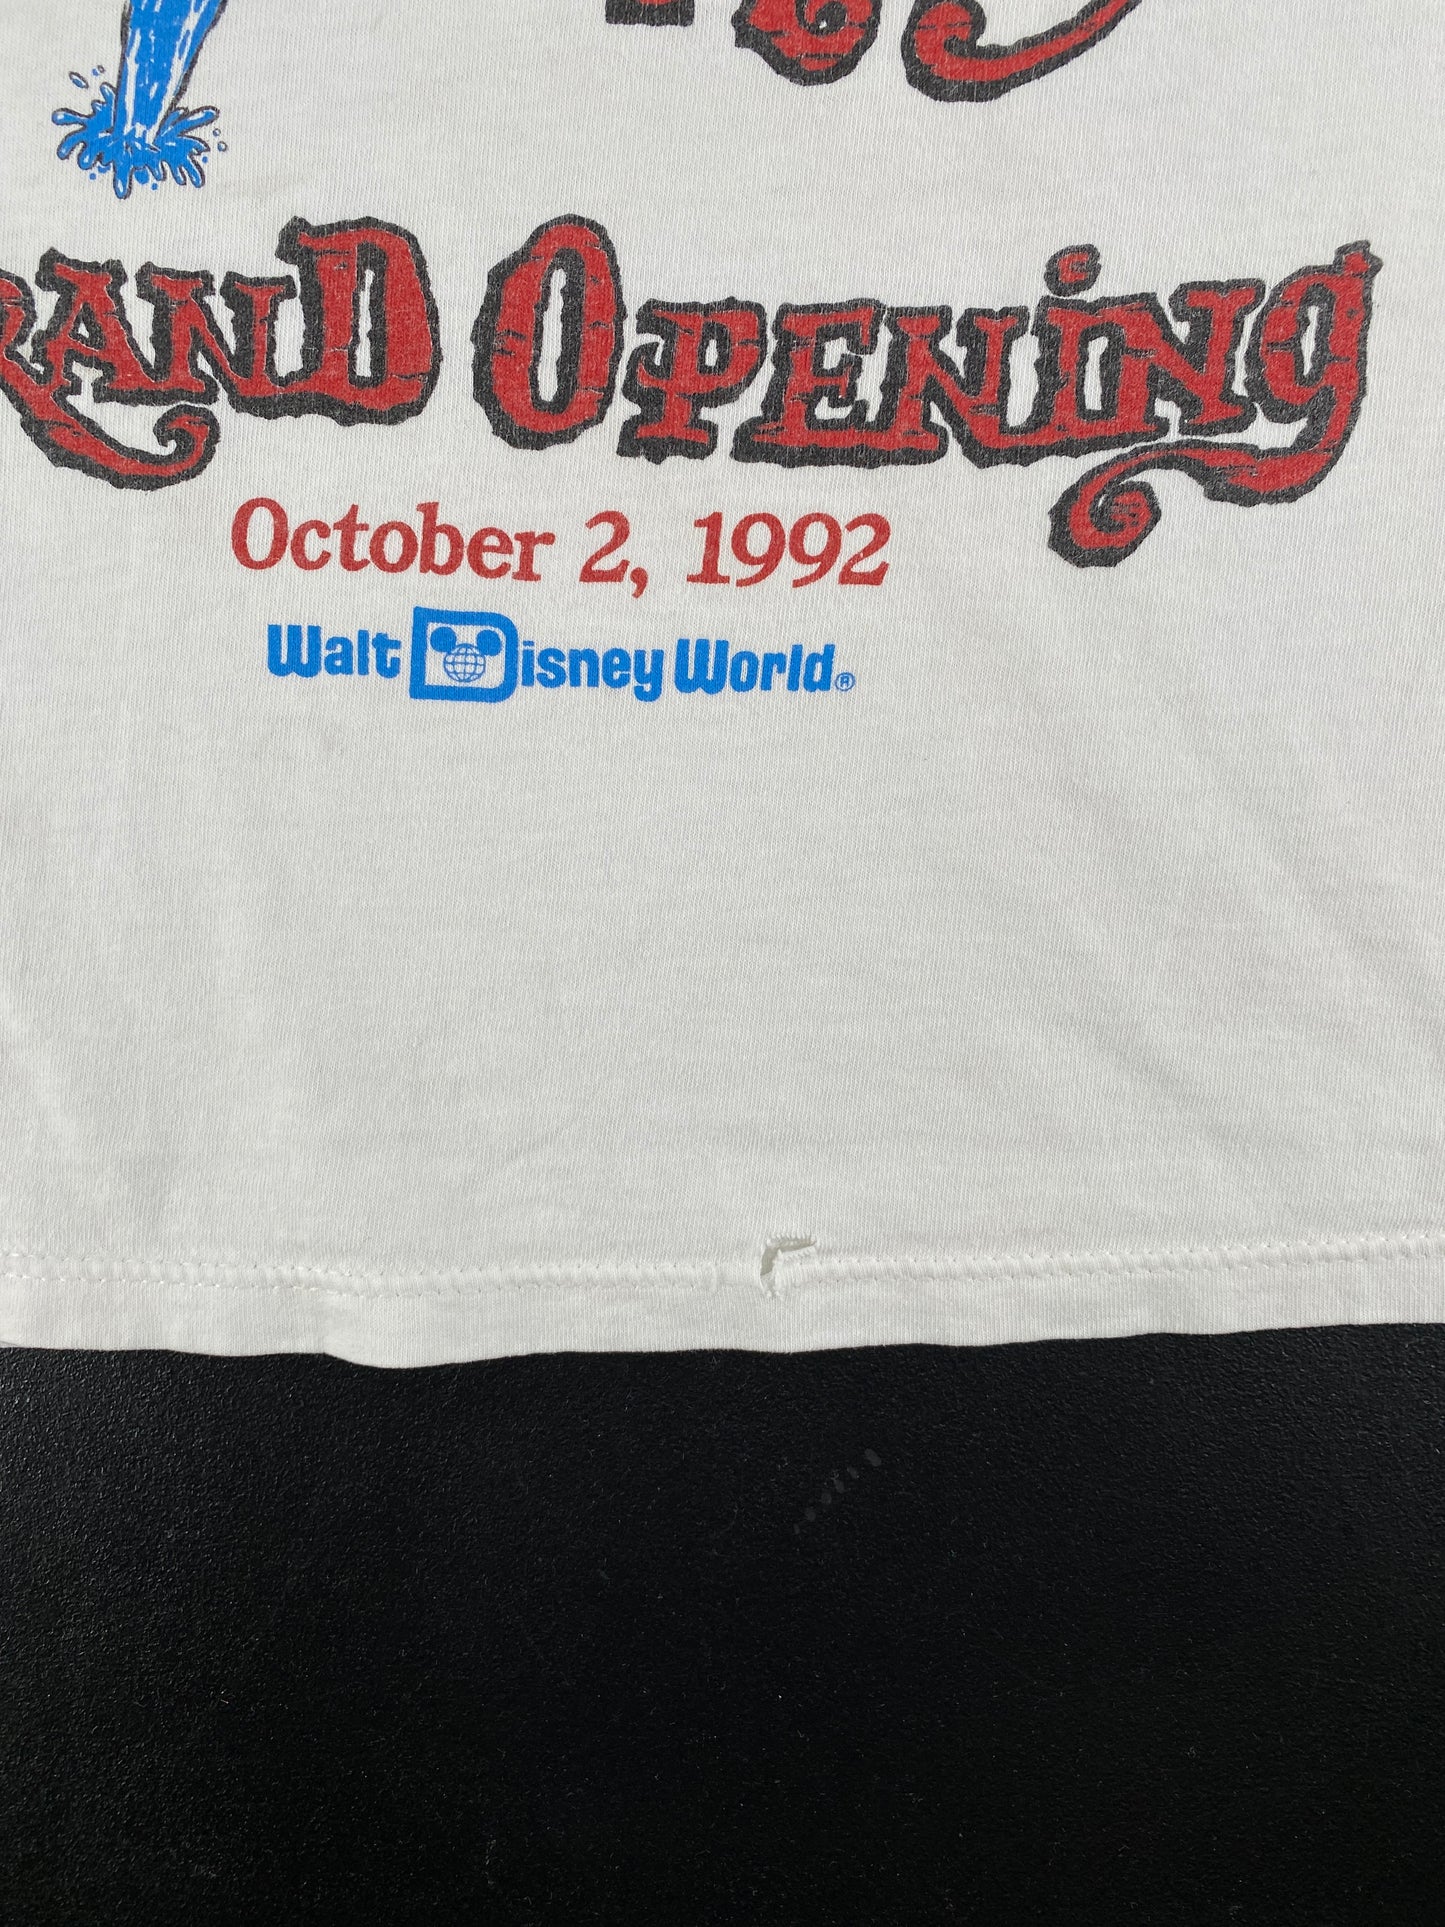 RAND OPENING
October 2, 1992
Walt Disney World®